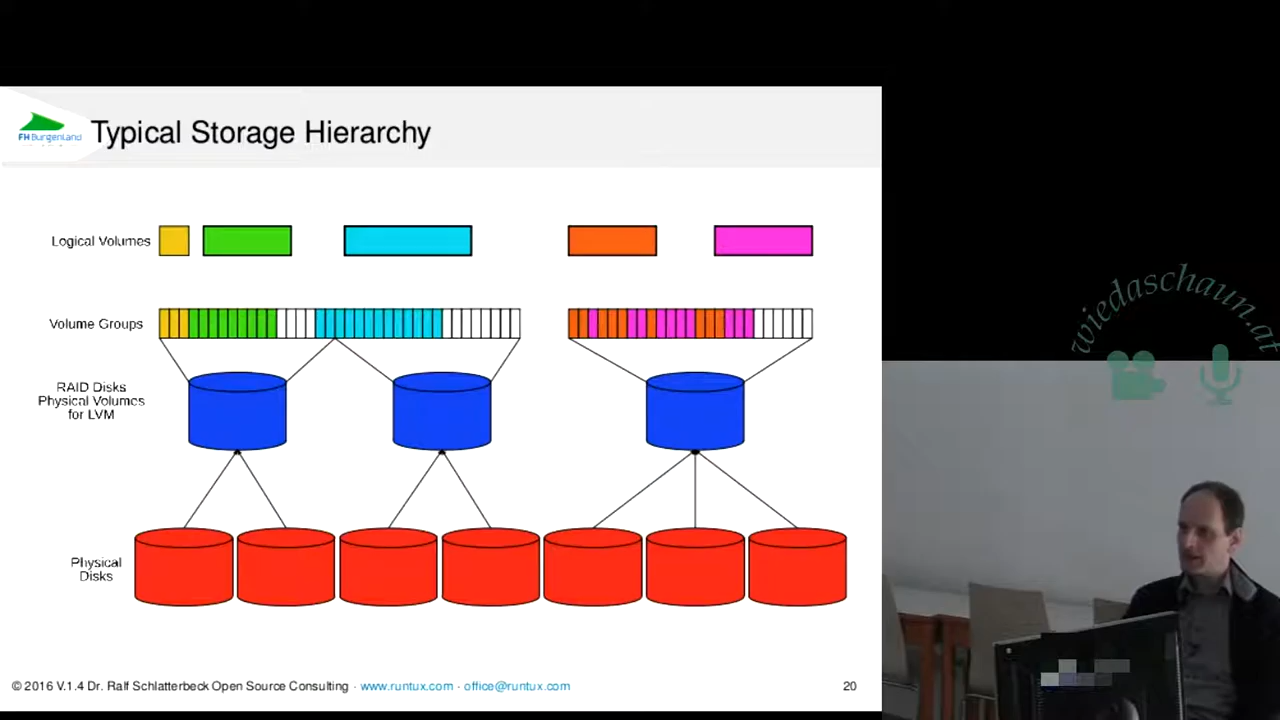 FH Burgenland
Typical Storage Hierarchy
Logical Volumes
Volume Groups
RAID Disks
Physical Volumes
for LVM
Physical
Disks
© 2016 V.1.4 Dr. Ralf Schlatterbeck Open Source Consulting · www.runtux.com · office@runtux.com
20
wiedaschaun.at